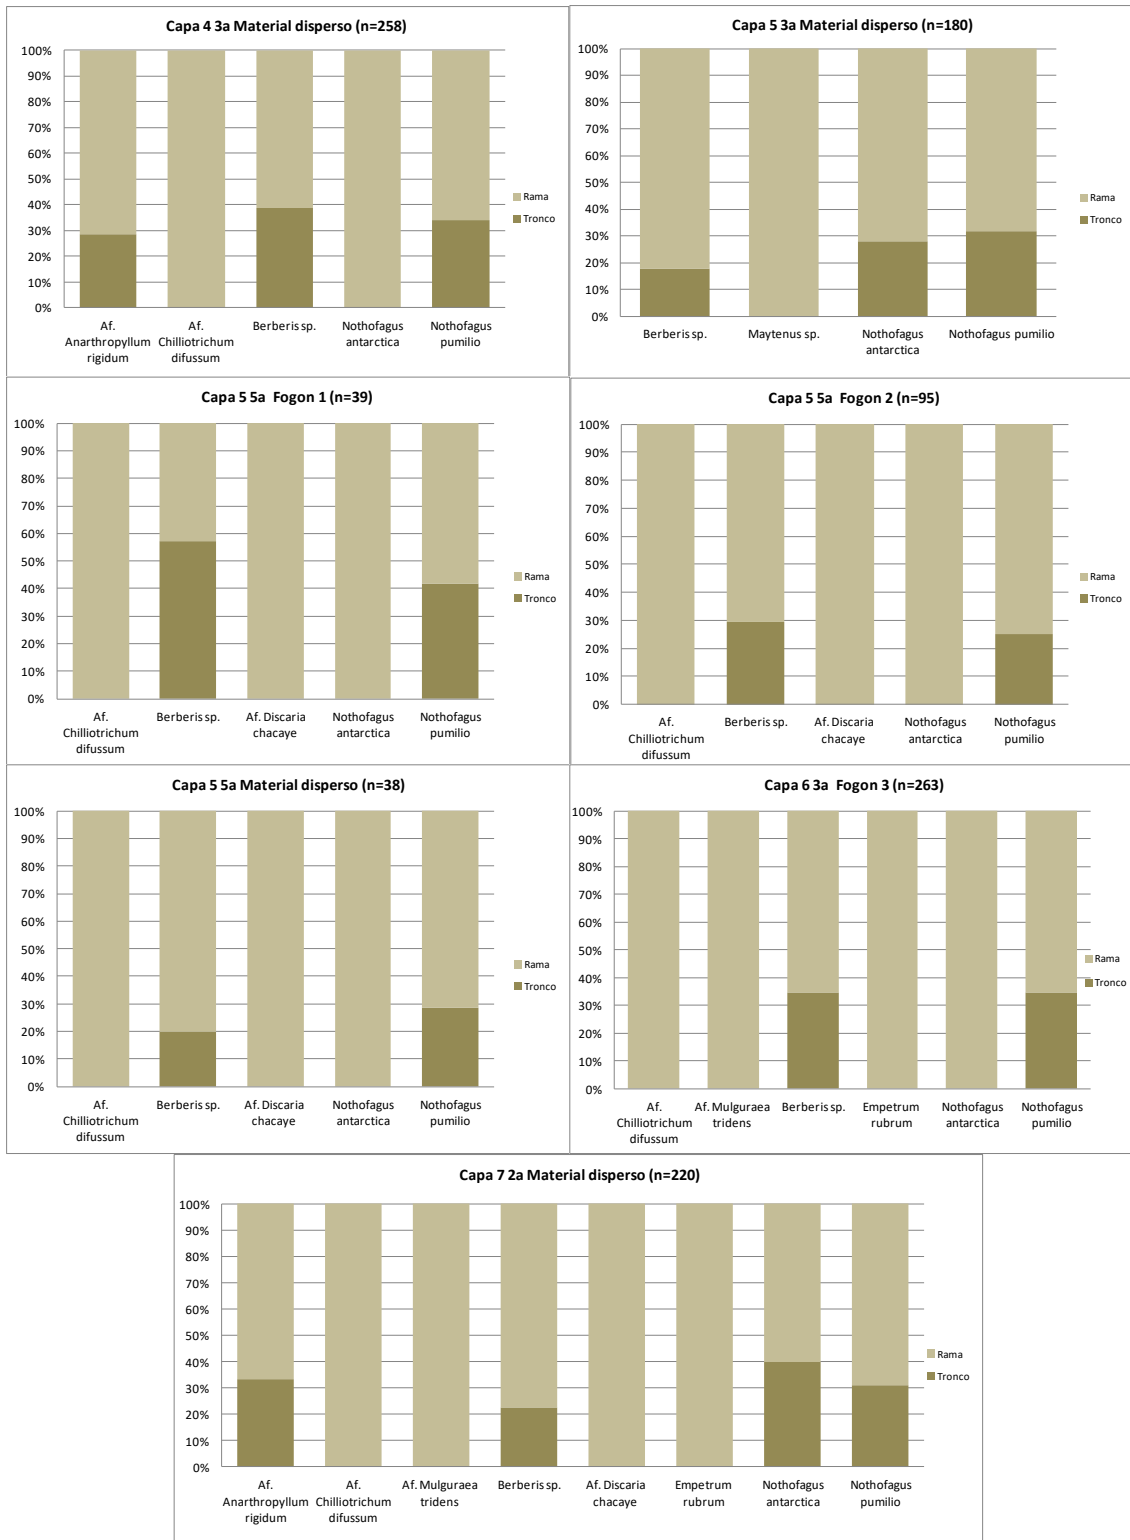 Capa 4 3a Material disperso (n=258)
100%
90%
80%
70%
60%
50%
40%
30%
20%
10%
0%
Af.
Anarthropyllum
rigidum
Af.
Chilliotrichum
difussum
Berberis sp.
Nothofagus
antarctica
Nothofagus
pumilio
Rama
Tronco
Capa 5 3a Material disperso (n=180)
100%
90%
80%
70%
60%
50%
40%
30%
20%
10%
0%
Berberis sp.
Maytenus sp.
Nothofagus
antarctica
Nothofagus pumilio
Rama
Tronco
Capa 5 5a Fogon 1 (n=39)
100%
90%
80%
70%
60%
50%
40%
30%
20%
10%
0%
Af.
Chilliotrichum
difussum
Berberis sp.
Af. Discaria
chacaye
Nothofagus
antarctica
Nothofagus
pumilio
Rama
Tronco
Capa 5 5a Fogon 2 (n=95)
100%
90%
80%
70%
60%
50%
40%
30%
20%
10%
0%
Af.
Chilliotrichum
difussum
Berberis sp.
Af. Discaria
chacaye
Nothofagus
antarctica
Nothofagus
pumilio
Rama
Tronco
Capa 5 5a Material disperso (n=38)
100%
90%
80%
70%
60%
50%
40%
30%
20%
10%
0%
Af.
Chilliotrichum
difussum
Berberis sp.
Af. Discaria
chacaye
Nothofagus
antarctica
Nothofagus
pumilio
Rama
Tronco
Capa 6 3a Fogon 3 (n=263)
100%
90%
80%
70%
60%
50%
40%
30%
20%
10%
0%
Af.
Chilliotrichum
difussum
Af. Mulguraea
tridens
Berberis sp.
Empetrum
rubrum
Nothofagus
antarctica
Nothofagus
pumilio
Rama
Tronco
Capa 7 2a Material disperso (n=220)
100%
90%
80%
70%
60%
50%
40%
30%
20%
10%
0%
Af.
Anarthropyllum
rigidum
Af.
Chilliotrichum
difussum
Af. Mulguraea
tridens
Berberis sp.
Af. Discaria
chacaye
Empetrum
rubrum
Nothofagus
antarctica
Nothofagus
pumilio
Rama
Tronco